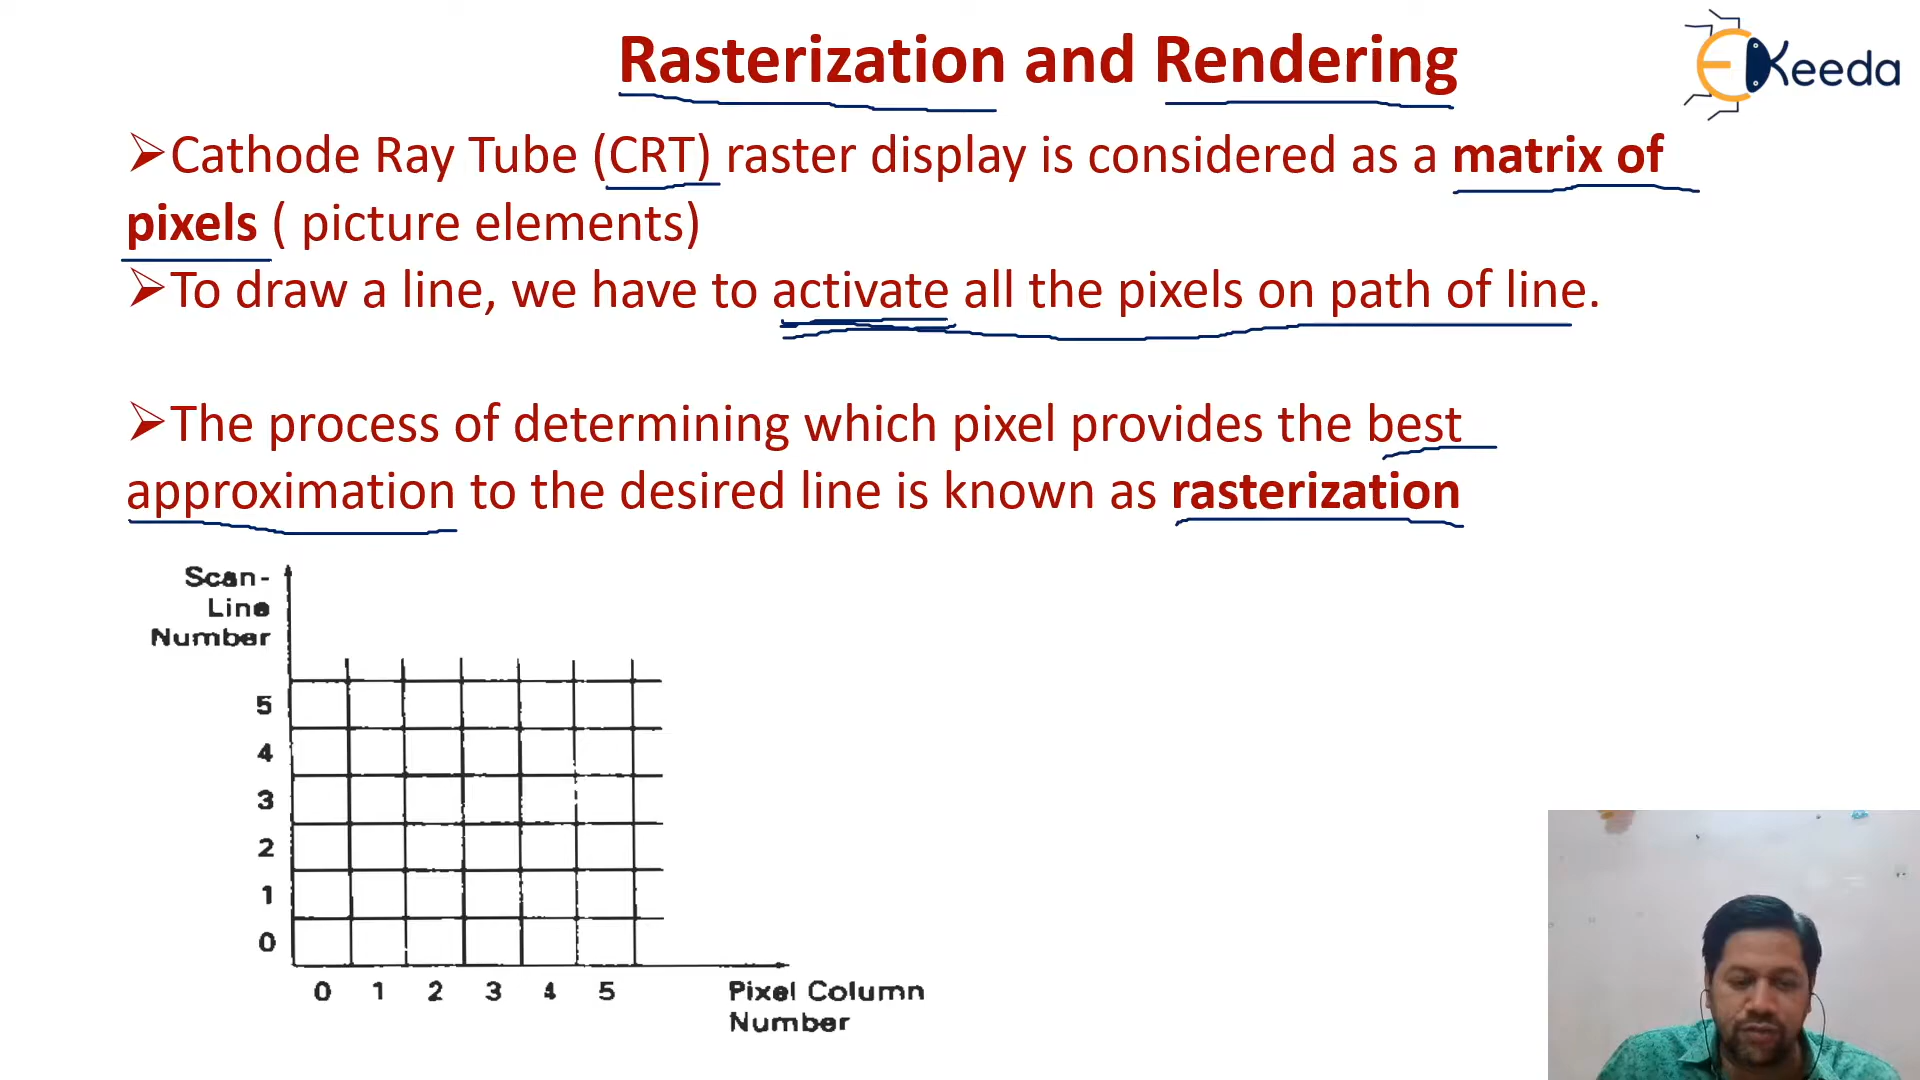 Rasterization and Rendering
EKeeda
➢Cathode Ray Tube (CRT) raster display is considered as a matrix of
pixels ( picture elements)
➢To draw a line, we have to activate all the pixels on path of line.
➢The process of determining which pixel provides the best
approximation to the desired line is known as rasterization
Scan-
Line
Number
5
4
3
2
1
0
0 1 2 3 4 5
Pixel Column
Number